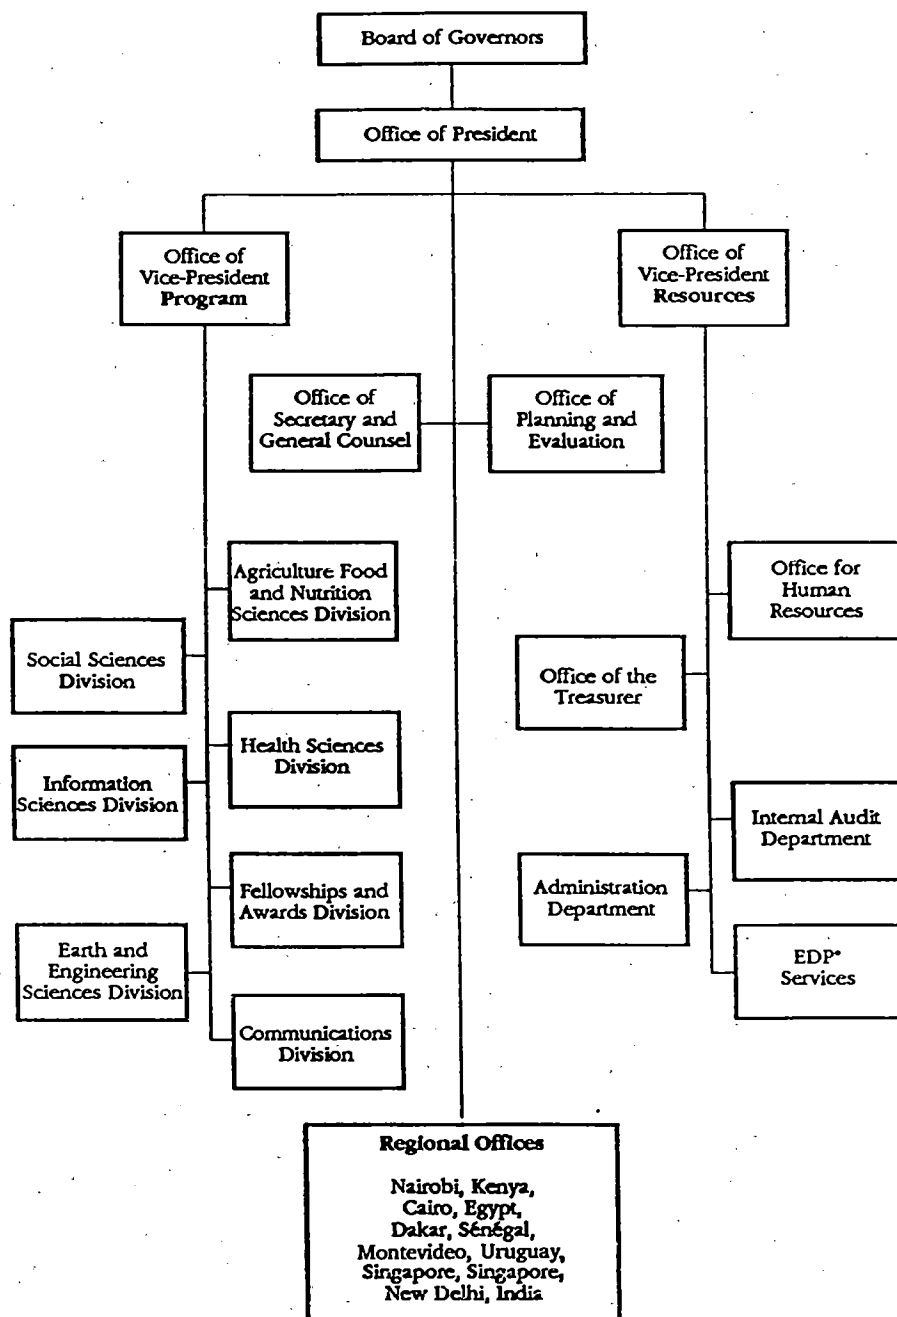 Board of Governors
Office of President
Office of
Vice-President
Program
Office of
Vice-President
Resources
Office of
Secretary and
General Counsel
Office of
Planning and
Evaluation
Agriculture Food
and Nutrition
Sciences Division
Social Sciences
Division
Health Sciences
Division
Information
Sciences Division
Fellowships and
Awards Division
Earth and
Engineering
Sciences Division
Communications
Division
Office for
Human
Resources
Office of the
Treasurer
Internal Audit
Department
Administration
Department
EDP*
Services
Regional Offices
Nairobi, Kenya,
Cairo, Egypt,
Dakar, Sénégal,
Montevideo, Uruguay,
Singapore, Singapore,
New Delhi, India